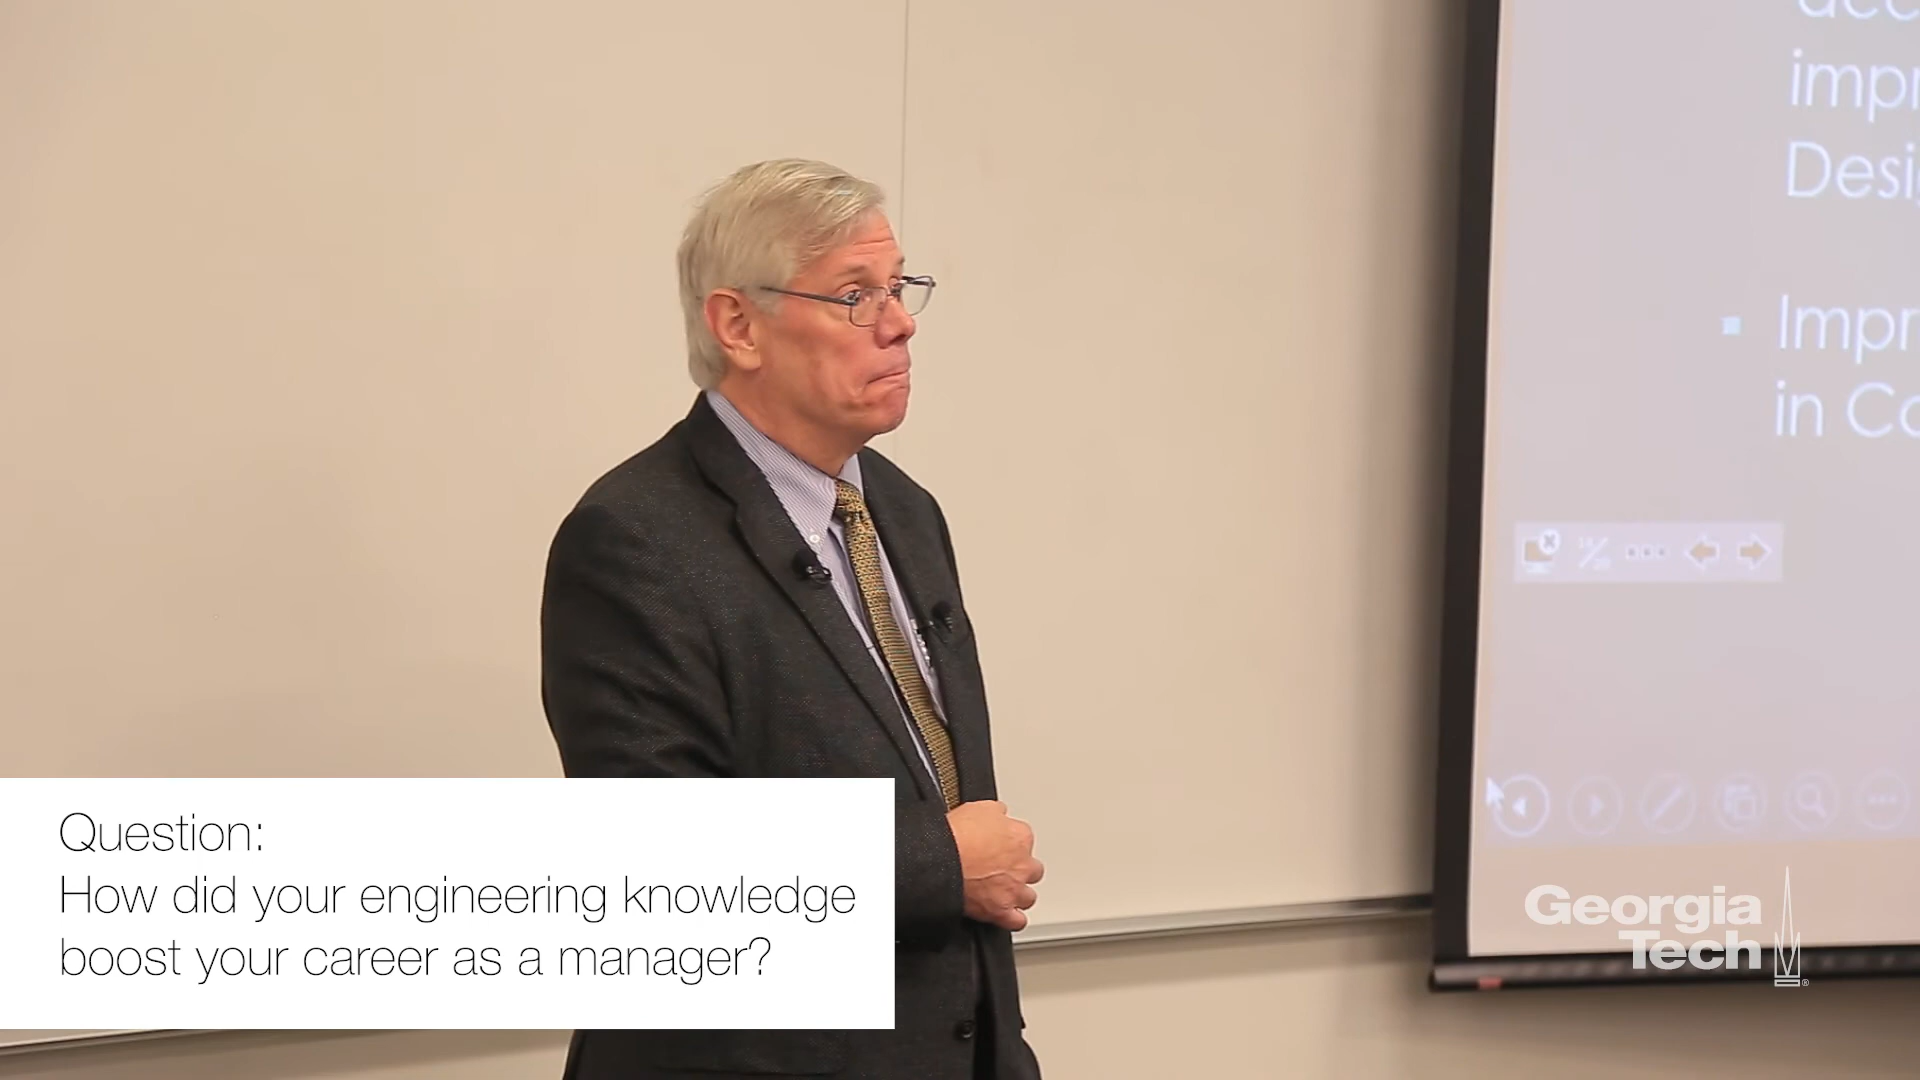 impr
Desi
Impr
in Co
Question:
How did your engineering knowledge
boost your career as a manager?
Georgia
Tech